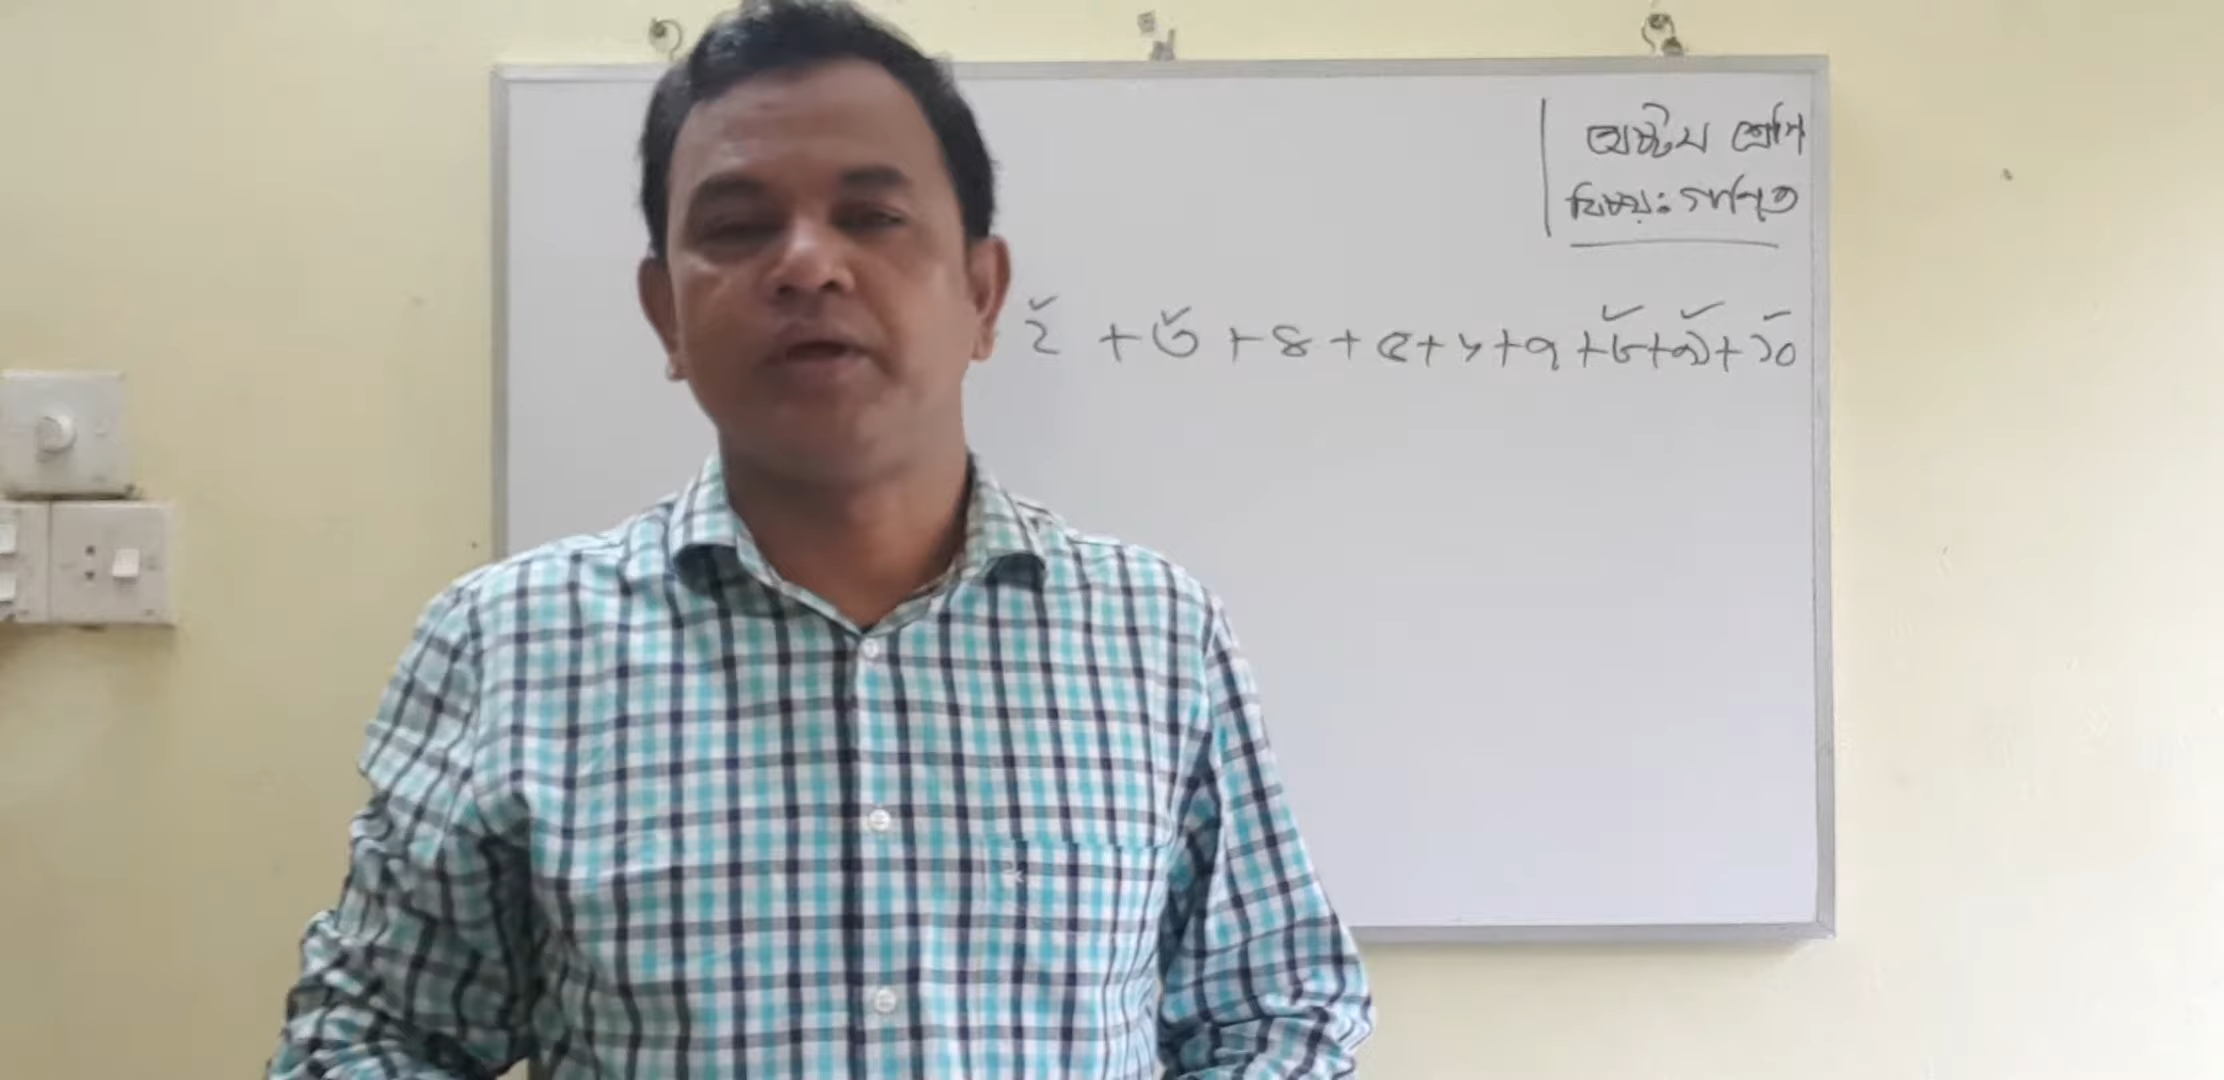 অষ্টম শ্রেণি
বিষয়: গণিত
২ + ৩ + ৪ + ৫ + ৬ + ৭ + ৮ + ৯ + ১০